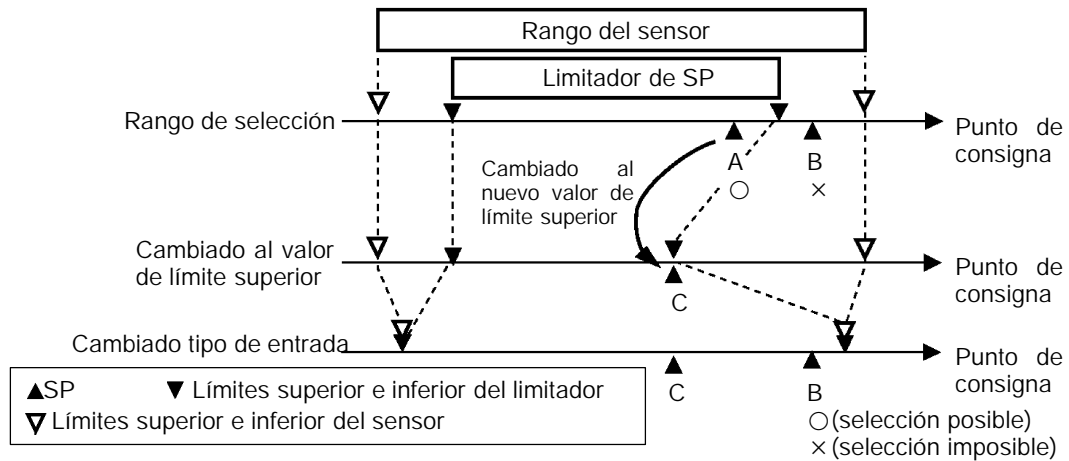 Rango del sensor
Limitador de SP
Rango de selección
Punto de
consigna
A
B
○
×
Cambiado al
nuevo valor de
límite superior
Cambiado al valor
de límite superior
Punto de
consigna
C
Cambiado tipo de entrada
Punto de
consigna
C
B
▲SP ▼ Límites superior e inferior del limitador
▽ Límites superior e inferior del sensor
○(selección posible)
×(selección imposible)